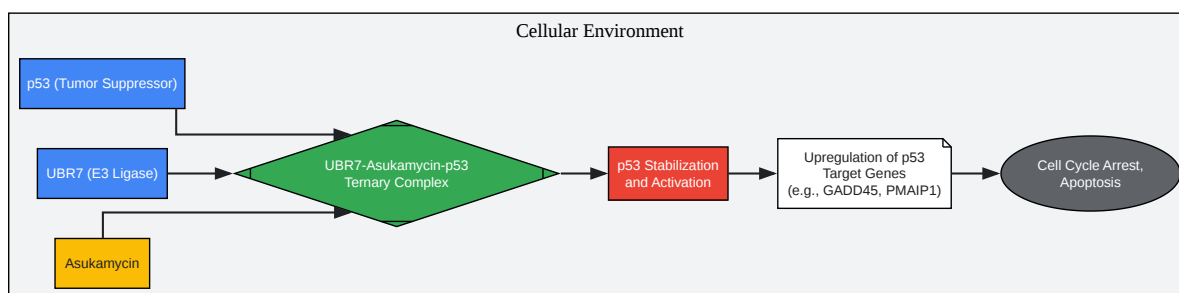 Cellular Environment
p53 (Tumor Suppressor)
UBR7 (E3 Ligase)
Asukamycin
UBR7-Asukamycin-p53
Ternary Complex
p53 Stabilization
and Activation
Upregulation of p53
Target Genes
(e.g., GADD45, PMAIP1)
Cell Cycle Arrest,
Apoptosis